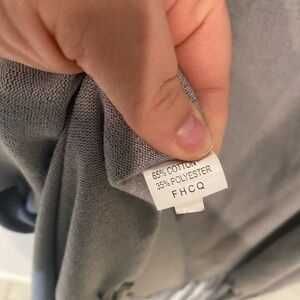 65% COTTON
35% POLYESTER
FHCQ